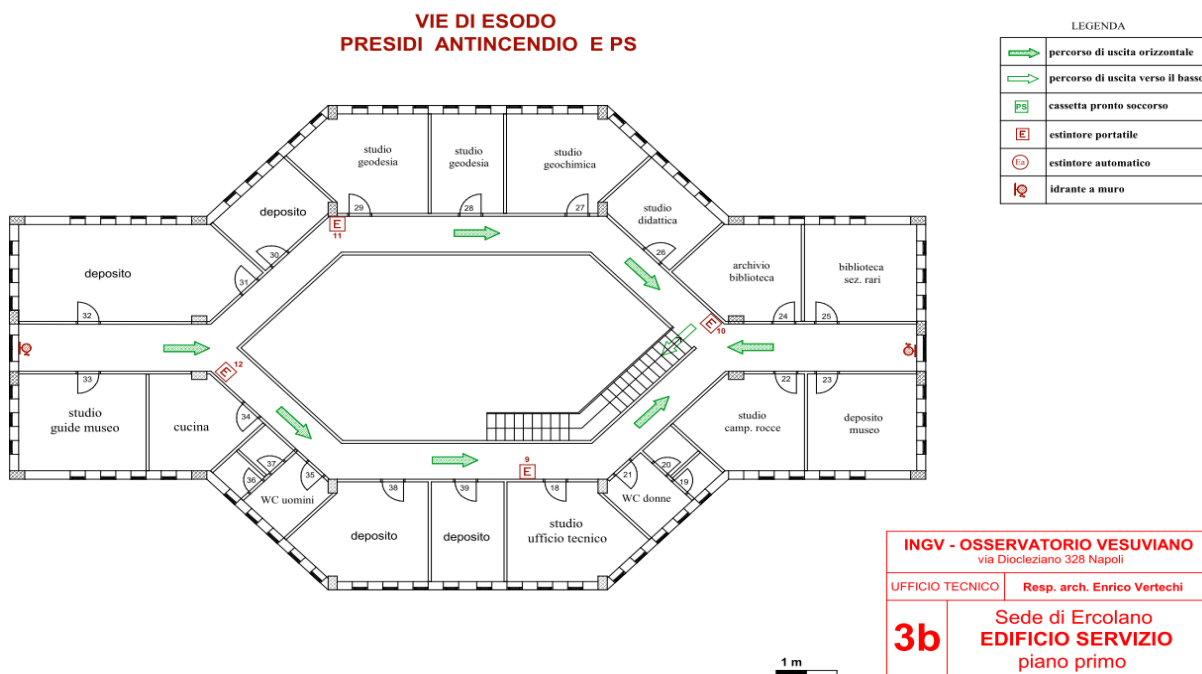 VIE DI ESODO
PRESIDI ANTINCENDIO E PS
LEGENDA
percorso di uscita orizzontale
percorso di uscita verso il basso
PS cassetta pronto soccorso
E estintore portatile
Ea estintore automatico
idrante a muro
studio
geodesia
29
studio
geodesia
28
studio
geochimica
27
deposito
30
E
11
studio
didattica
26
deposito
31
32
archivio
biblioteca
24
biblioteca
sez. rari
25
E
10
12
E
33
studio
guide museo
cucina
34
22
studio
camp. rocce
23
deposito
museo
37
36
35
WC uomini
9
E
21
20
19
WC donne
38
deposito
39
deposito
18
studio
ufficio tecnico
INGV - OSSERVATORIO VESUVIANO
via Diocleziano 328 Napoli
UFFICIO TECNICO
Resp. arch. Enrico Vertechi
3b
Sede di Ercolano
EDIFICIO SERVIZIO
piano primo
1 m